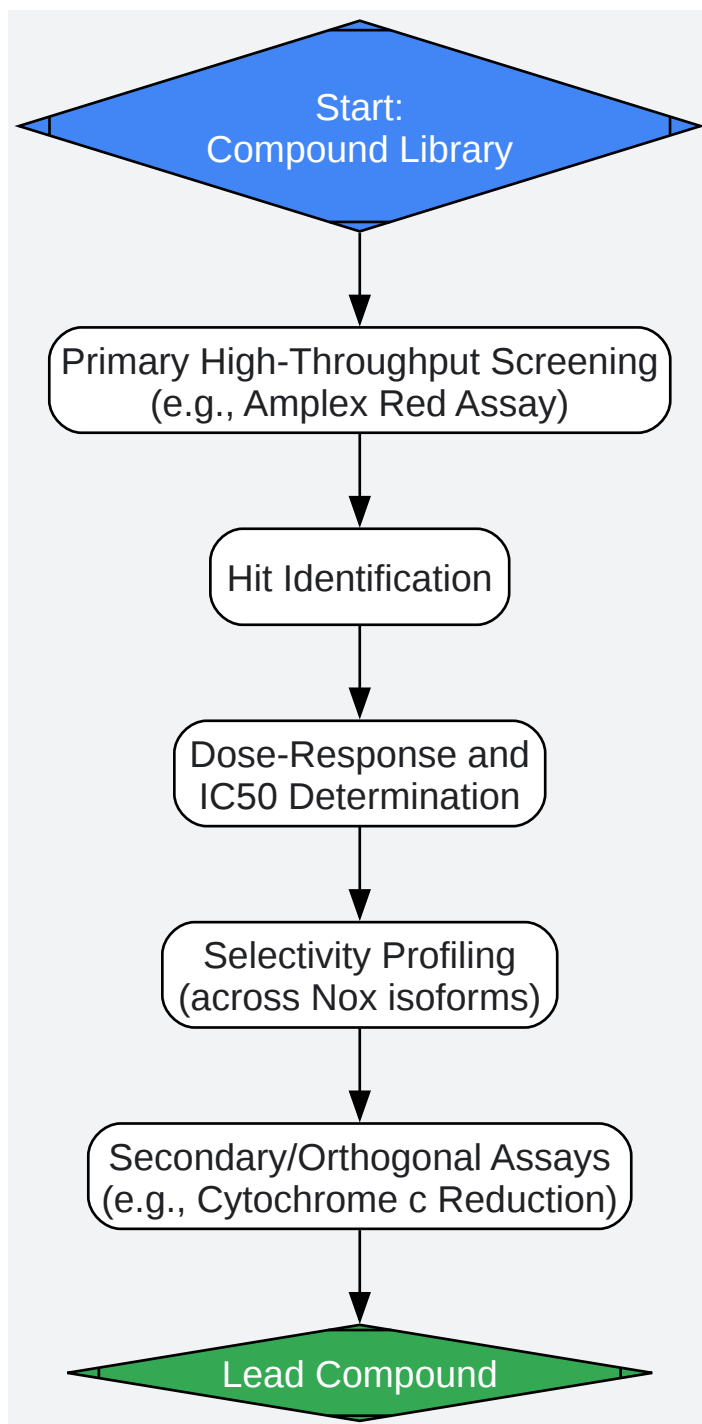 Start:
Compound Library
Primary High-Throughput Screening
(e.g., Amplex Red Assay)
Hit Identification
Dose-Response and
IC50 Determination
Selectivity Profiling
(across Nox isoforms)
Secondary/Orthogonal Assays
(e.g., Cytochrome c Reduction)
Lead Compound